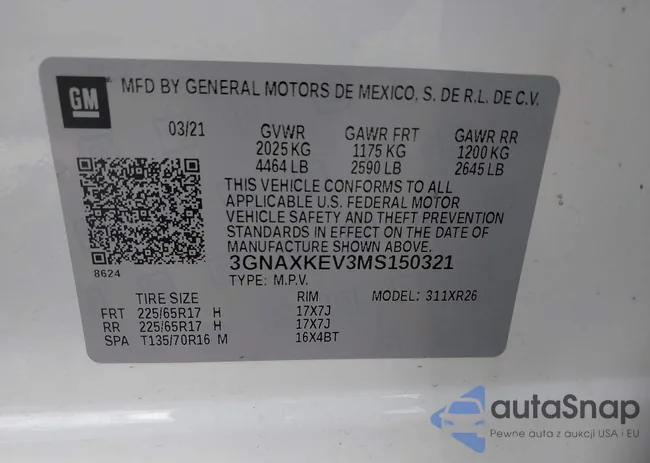 GM
MFD BY GENERAL MOTORS DE MEXICO, S. DE R.L. DE C.V.
03/21 GVWR GAWR FRT GAWR RR
2025 KG 1175 KG 1200 KG
4464 LB 2590 LB 2645 LB
THIS VEHICLE CONFORMS TO ALL
APPLICABLE U.S. FEDERAL MOTOR
VEHICLE SAFETY AND THEFT PREVENTION
STANDARDS IN EFFECT ON THE DATE OF
MANUFACTURE SHOWN ABOVE.
8624
3GNAXKEV3MS150321
TYPE: M.P.V.
TIRE SIZE RIM MODEL: 311XR26
FRT 225/65R17 H 17X7J
RR 225/65R17 H 17X7J
SPA T135/70R16 M 16X4BT
autaSnap
Pewne auta z aukcji USA i EU